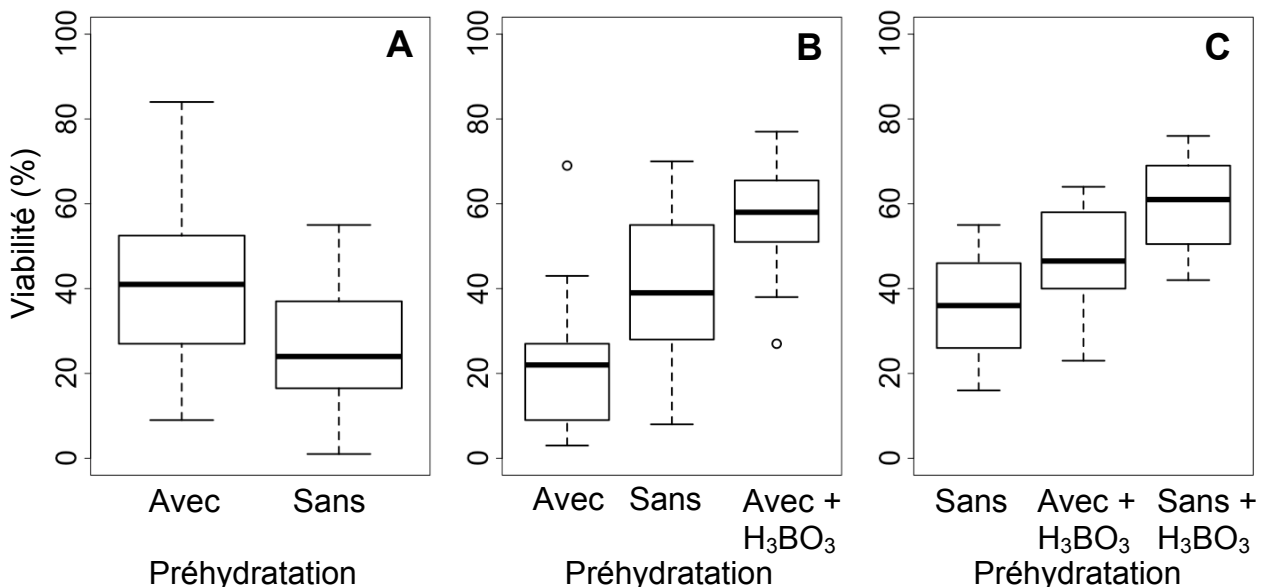 Viabilité (%)
A
100
80
60
40
20
0
Avec Sans
Préhydratation
B
100
80
60
40
20
0
Avec Sans Avec + H₃BO₃
Préhydratation
C
100
80
60
40
20
0
Sans Avec + H₃BO₃ Sans + H₃BO₃
Préhydratation